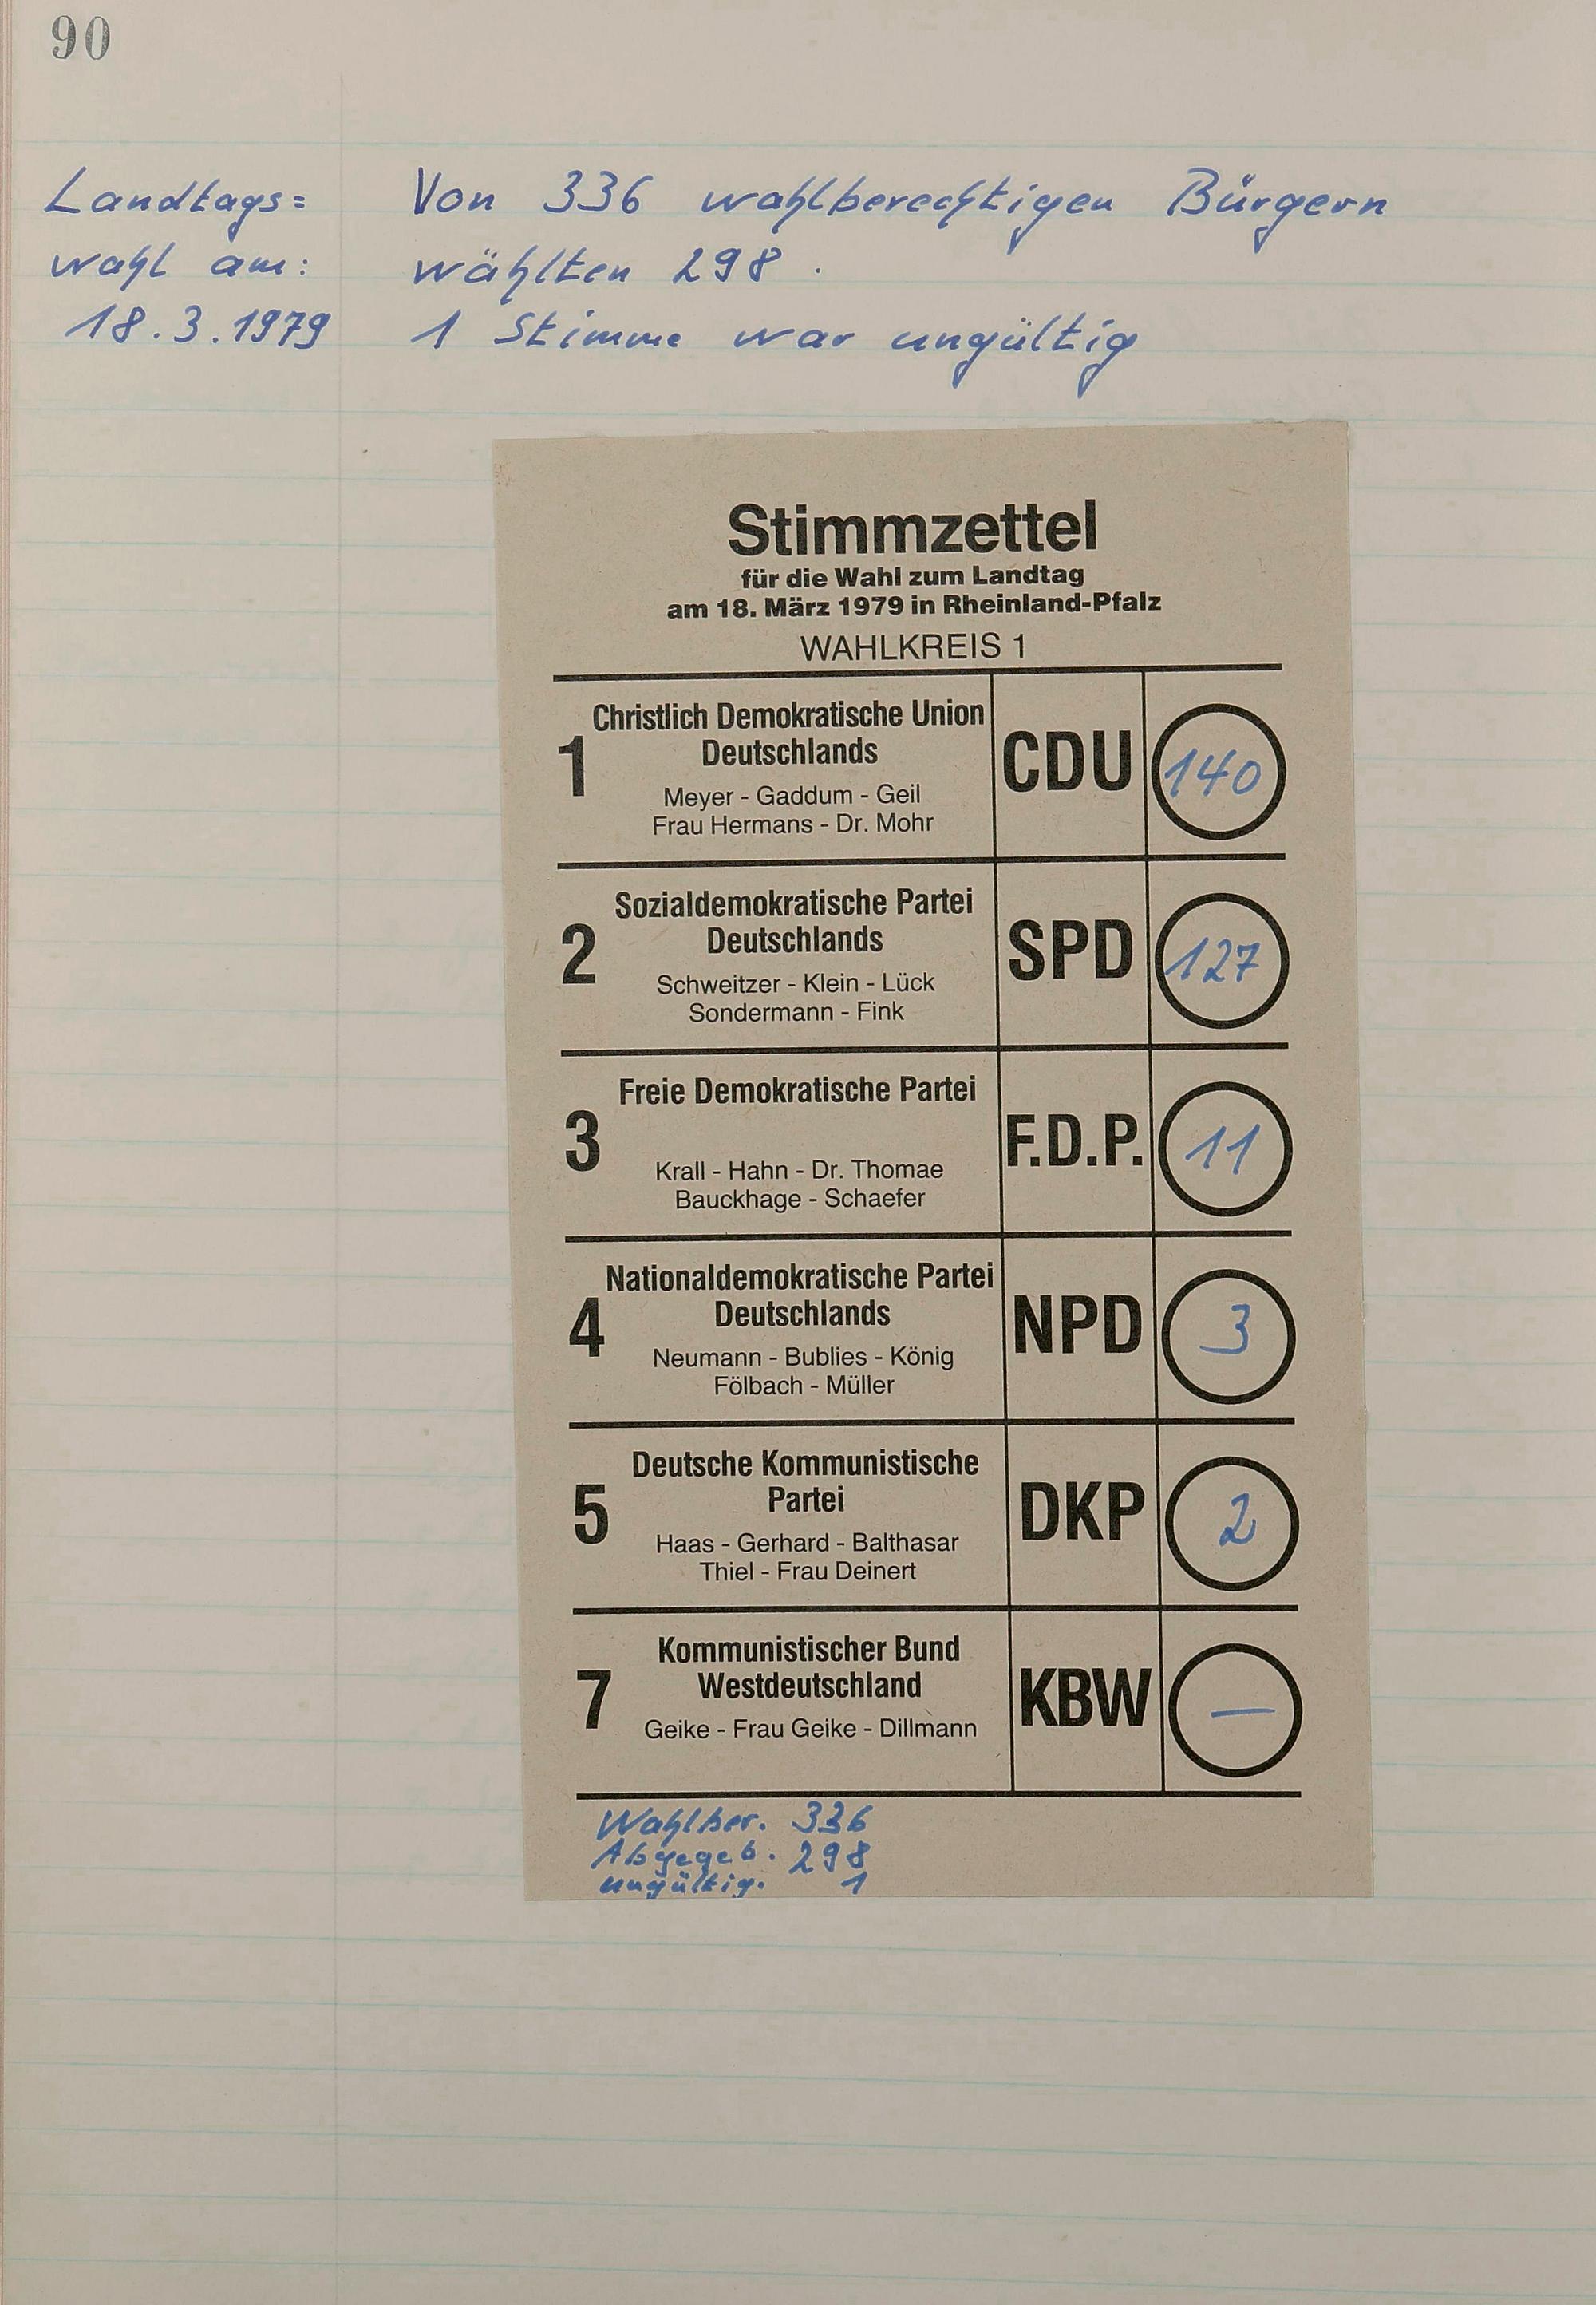 90
Landtags=
wahl am:
18.3.1979
Von 336 wahlberechtigen Bürgern
wählten 298.
1 Stimme war ungültig
Stimmzettel
für die Wahl zum Landtag
am 18. März 1979 in Rheinland-Pfalz
WAHLKREIS 1
1
Christlich Demokratische Union
Deutschlands
Meyer - Gaddum - Geil
Frau Hermans - Dr. Mohr
CDU
140
2
Sozialdemokratische Partei
Deutschlands
Schweitzer - Klein - Lück
Sondermann - Fink
SPD
127
3
Freie Demokratische Partei
Krall - Hahn - Dr. Thomae
Bauckhage - Schaefer
F.D.P.
11
4
Nationaldemokratische Partei
Deutschlands
Neumann - Bublies - König
Fölbach - Müller
NPD
3
5
Deutsche Kommunistische
Partei
Haas - Gerhard - Balthasar
Thiel - Frau Deinert
DKP
2
7
Kommunistischer Bund
Westdeutschland
Geike - Frau Geike - Dillmann
KBW
—
Wahlber. 336
Abgegeb. 298
ungültig. 1